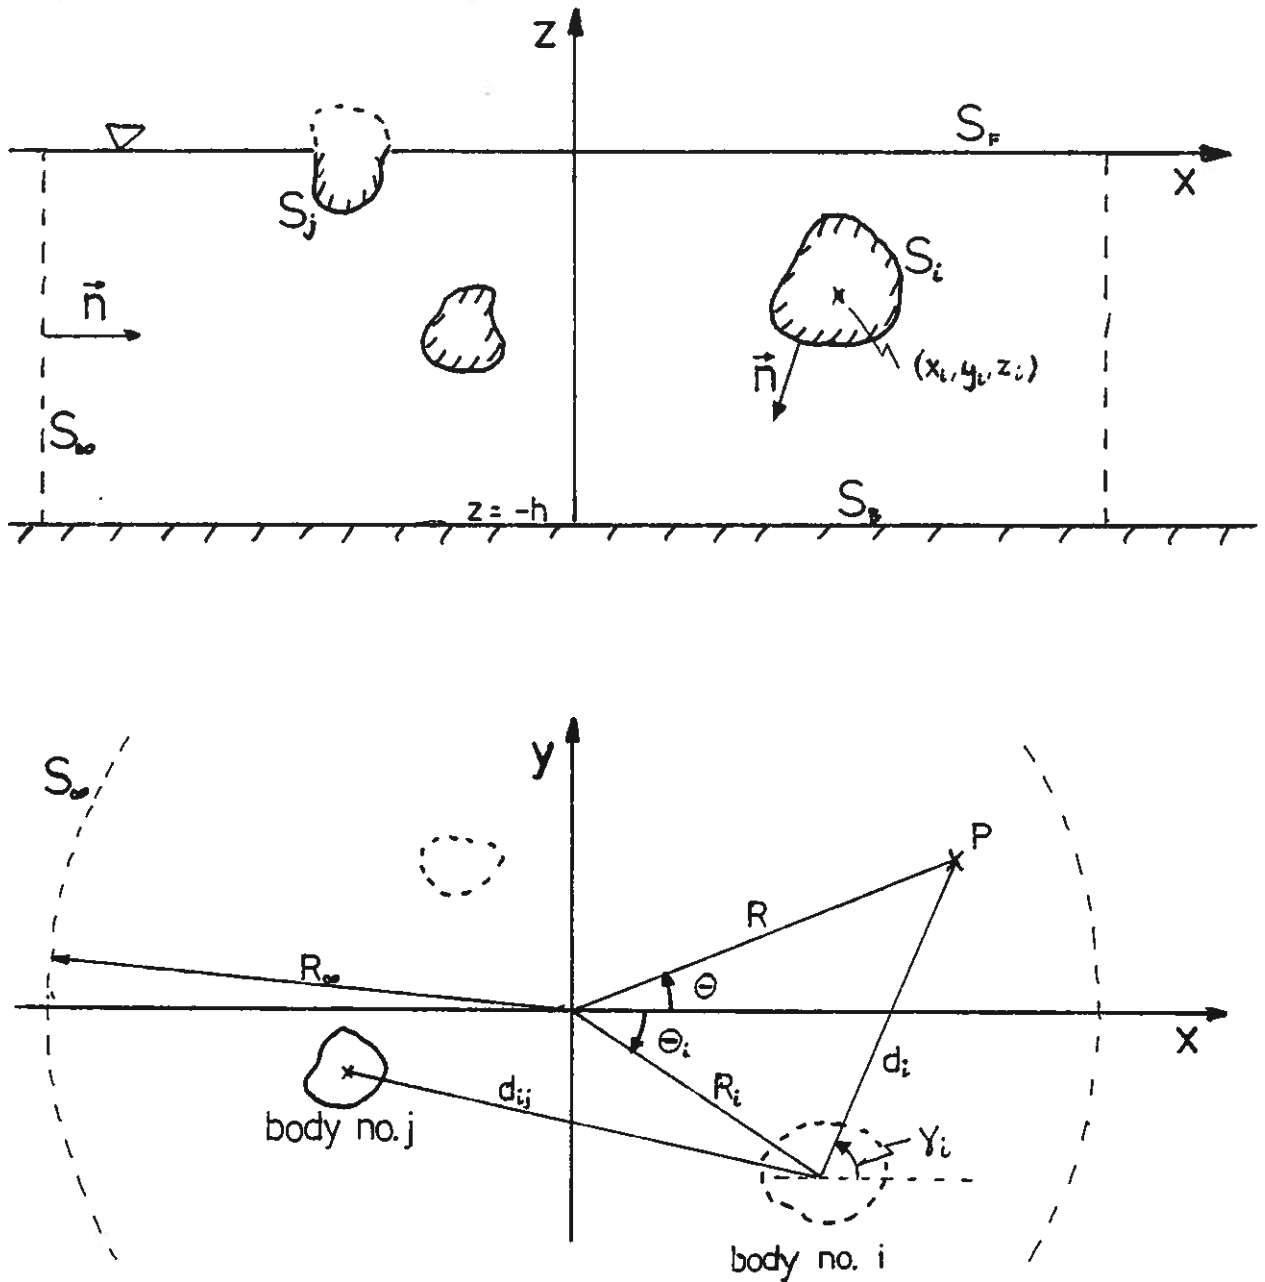 z
S_F
x
S_j
S_i
n⃗
n⃗
(x_i, y_i, z_i)
S_∞
z = -h
S_B
y
S_∞
P
R
R_∞
Θ
x
Θ_i
d_i
d_ij
R_i
body no. j
γ_i
body no. i